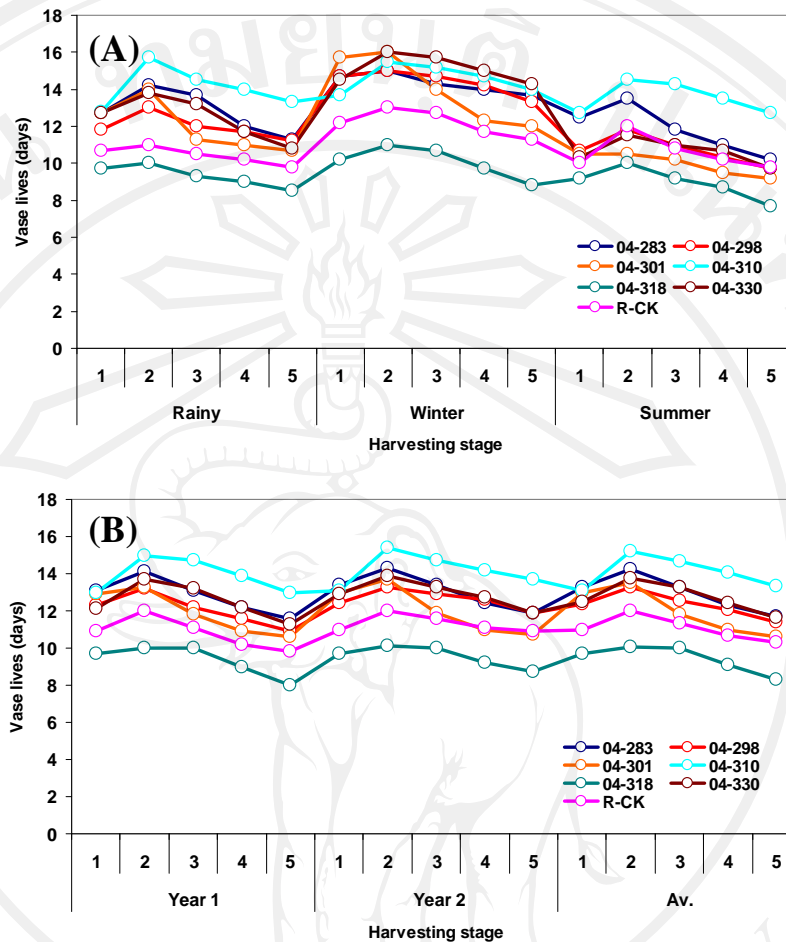 (A)
Vase lives (days)
18
16
14
12
10
8
6
4
2
0
04-283 04-298
04-301 04-310
04-318 04-330
R-CK
1 2 3 4 5 1 2 3 4 5 1 2 3 4 5
Rainy Winter Summer
Harvesting stage
(B)
Vase lives (days)
18
16
14
12
10
8
6
4
2
0
04-283 04-298
04-301 04-310
04-318 04-330
R-CK
1 2 3 4 5 1 2 3 4 5 1 2 3 4 5
Year 1 Year 2 Av.
Harvesting stage